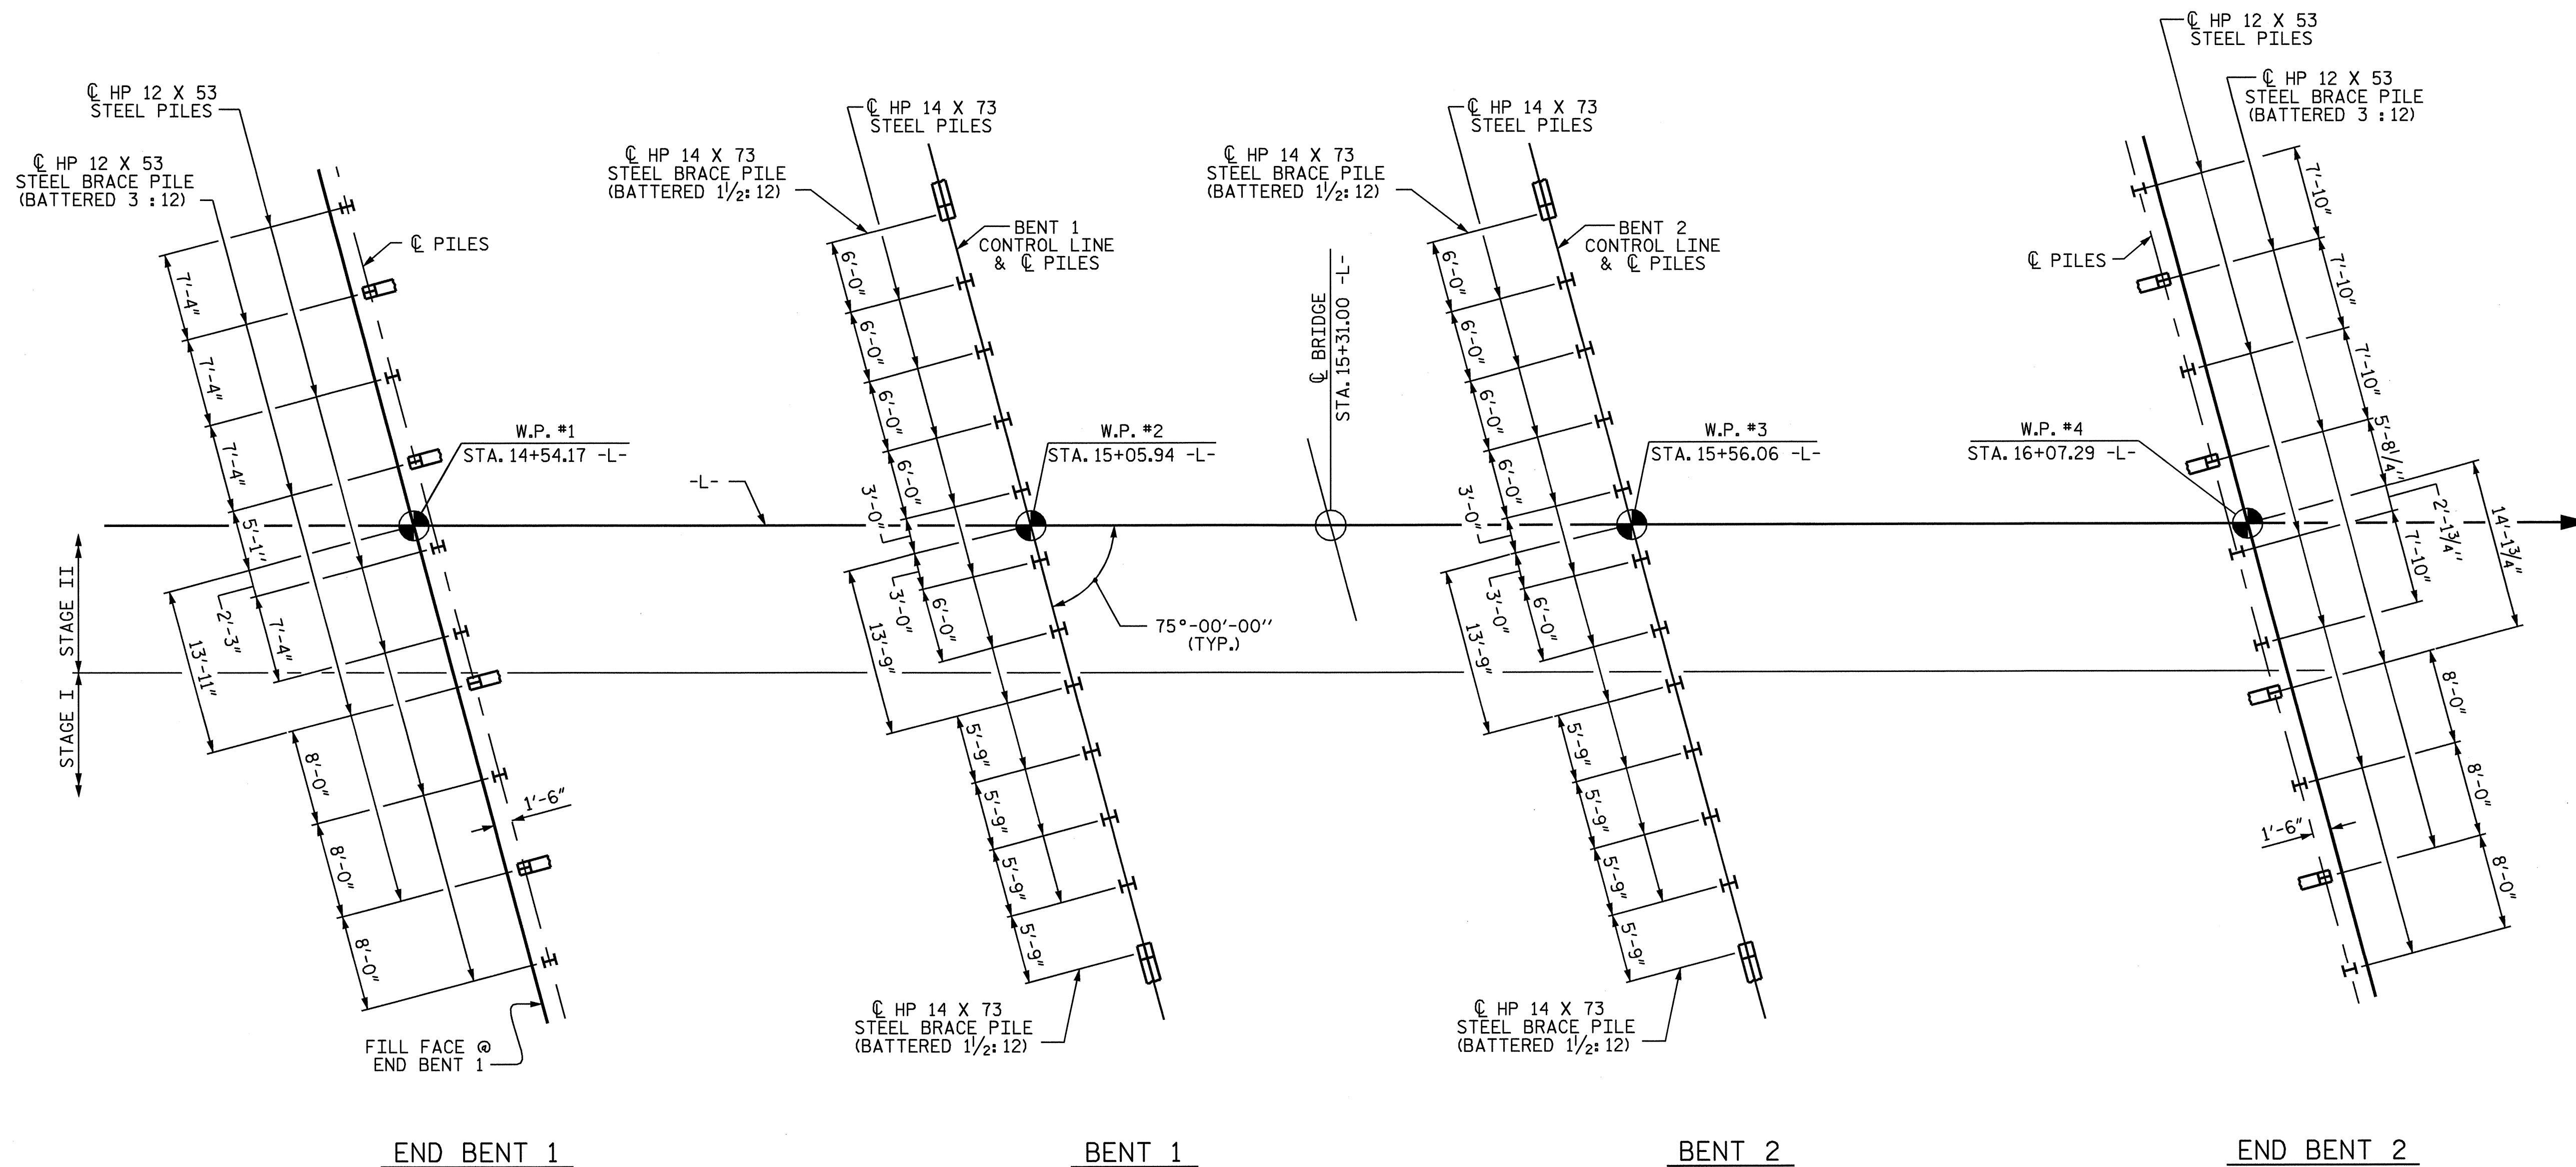 ℄ HP 12 X 53
STEEL PILES
℄ HP 12 X 53
STEEL BRACE PILE
(BATTERED 3 : 12)
℄ PILES
7'-4"
7'-4"
7'-4"
5'-1"
2'-3"
7'-4"
13'-11"
8'-0"
8'-0"
8'-0"
1'-6"
W.P. #1
STA. 14+54.17 -L-
STAGE II
STAGE I
FILL FACE @
END BENT 1
END BENT 1
-L-
℄ HP 14 X 73
STEEL PILES
℄ HP 14 X 73
STEEL BRACE PILE
(BATTERED 1½: 12)
BENT 1
CONTROL LINE
& ℄ PILES
6'-0"
6'-0"
6'-0"
6'-0"
3'-0"
3'-0"
6'-0"
13'-9"
5'-9"
5'-9"
5'-9"
5'-9"
W.P. #2
STA. 15+05.94 -L-
75°-00'-00"
(TYP.)
℄ HP 14 X 73
STEEL BRACE PILE
(BATTERED 1½: 12)
BENT 1
℄ BRIDGE
STA. 15+31.00 -L-
℄ HP 14 X 73
STEEL PILES
℄ HP 14 X 73
STEEL BRACE PILE
(BATTERED 1½: 12)
BENT 2
CONTROL LINE
& ℄ PILES
6'-0"
6'-0"
6'-0"
6'-0"
3'-0"
3'-0"
6'-0"
13'-9"
5'-9"
5'-9"
5'-9"
5'-9"
W.P. #3
STA. 15+56.06 -L-
℄ HP 14 X 73
STEEL BRACE PILE
(BATTERED 1½: 12)
BENT 2
℄ HP 12 X 53
STEEL PILES
℄ HP 12 X 53
STEEL BRACE PILE
(BATTERED 3 : 12)
℄ PILES
7'-10"
7'-10"
7'-10"
5'-8¼"
2'-1¾"
7'-10"
14'-1¾"
8'-0"
8'-0"
8'-0"
1'-6"
W.P. #4
STA. 16+07.29 -L-
END BENT 2